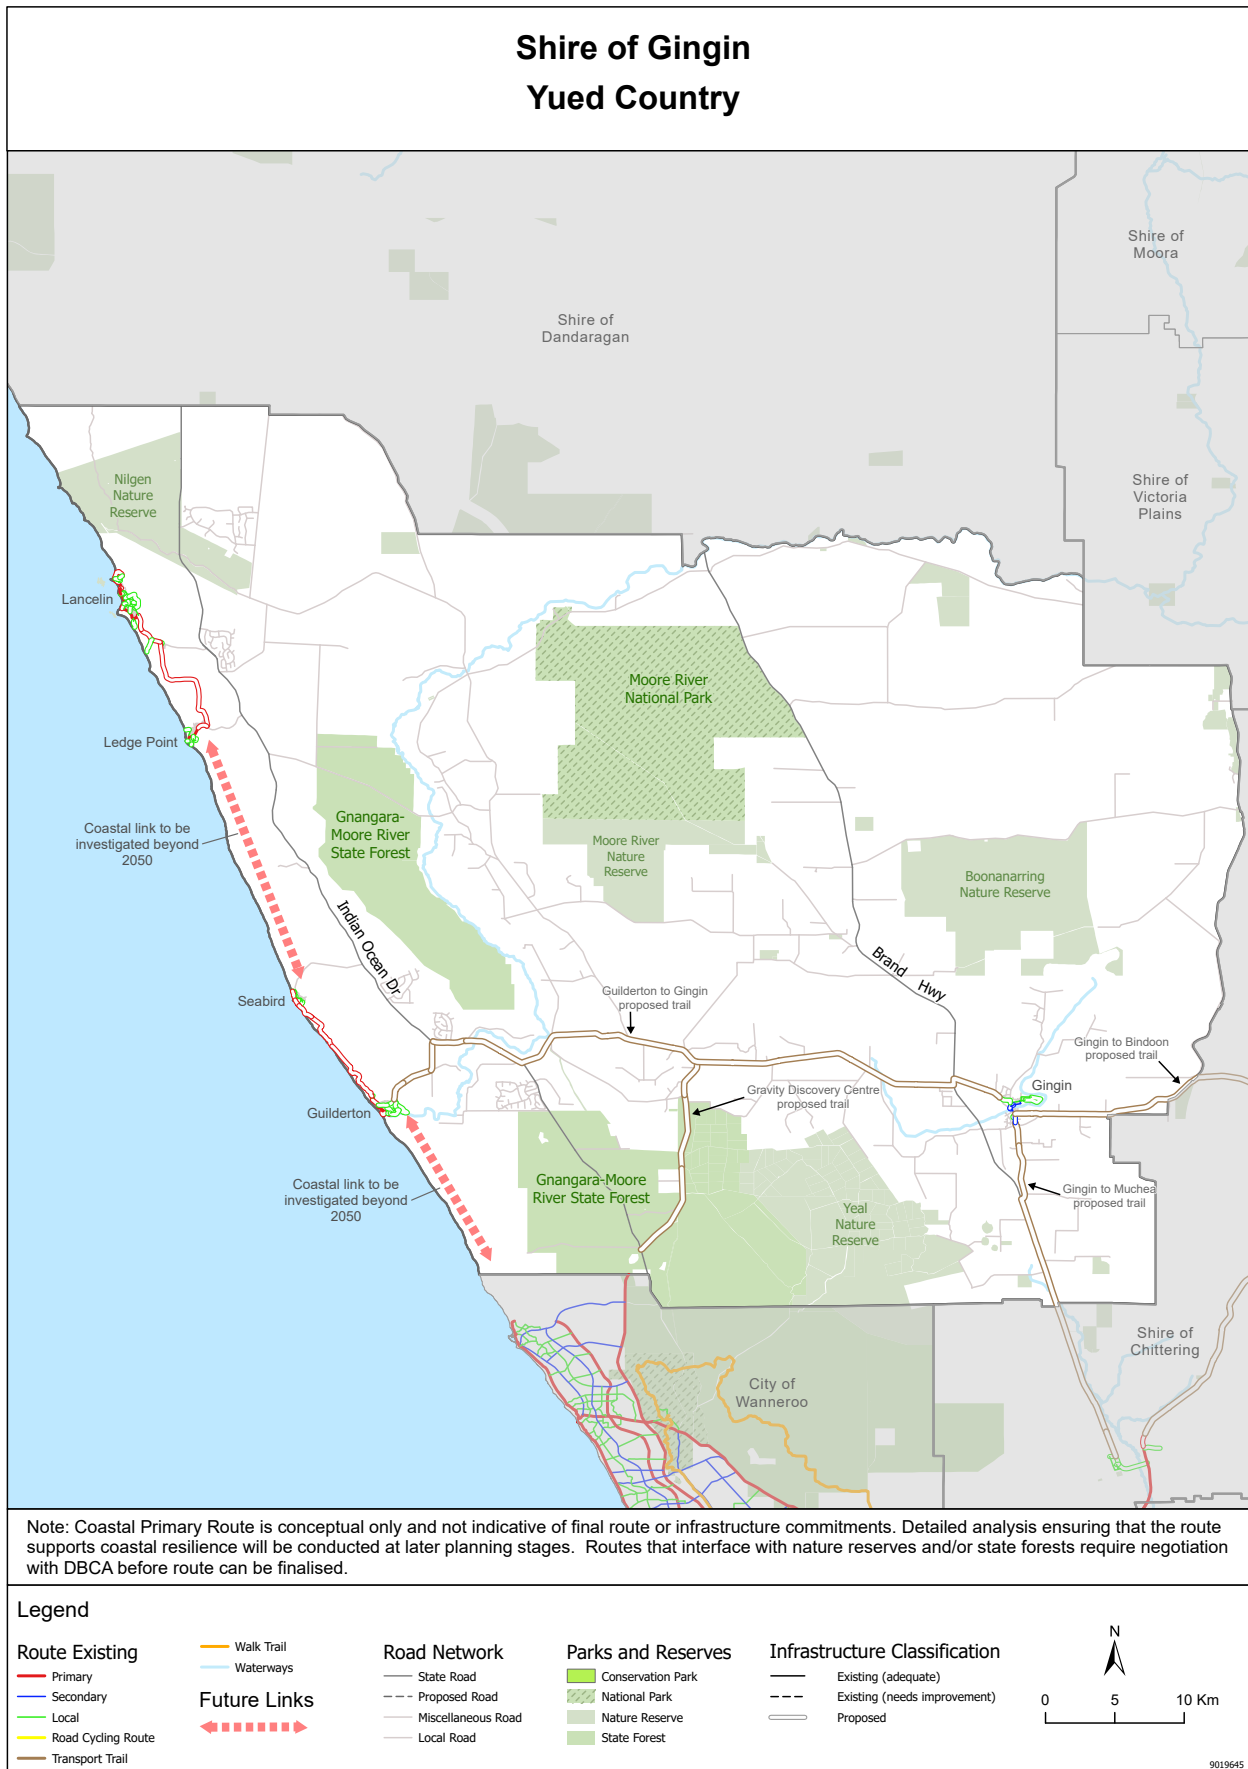 Shire of Gingin
Yued Country
Shire of
Moora
Shire of
Dandaragan
Shire of
Victoria
Plains
Nilgen
Nature
Reserve
Lancelin
Moore River
National Park
Ledge Point
Coastal link to be
investigated beyond
2050
Gnangara-
Moore River
State Forest
Moore River
Nature
Reserve
Boonanarring
Nature Reserve
Indian Ocean Dr
Brand Hwy
Seabird
Guilderton to Gingin
proposed trail
Gingin to Bindoon
proposed trail
Gingin
Gravity Discovery Centre
proposed trail
Guilderton
Coastal link to be
investigated beyond
2050
Gnangara-Moore
River State Forest
Gingin to Muchea
proposed trail
Yeal
Nature
Reserve
Shire of
Chittering
City of
Wanneroo
Note: Coastal Primary Route is conceptual only and not indicative of final route or infrastructure commitments. Detailed analysis ensuring that the route
supports coastal resilience will be conducted at later planning stages. Routes that interface with nature reserves and/or state forests require negotiation
with DBCA before route can be finalised.
Legend
Route Existing
Primary
Secondary
Local
Road Cycling Route
Transport Trail
Walk Trail
Waterways
Future Links
Road Network
State Road
Proposed Road
Miscellaneous Road
Local Road
Parks and Reserves
Conservation Park
National Park
Nature Reserve
State Forest
Infrastructure Classification
Existing (adequate)
Existing (needs improvement)
Proposed
N
0 5 10 Km
9019645